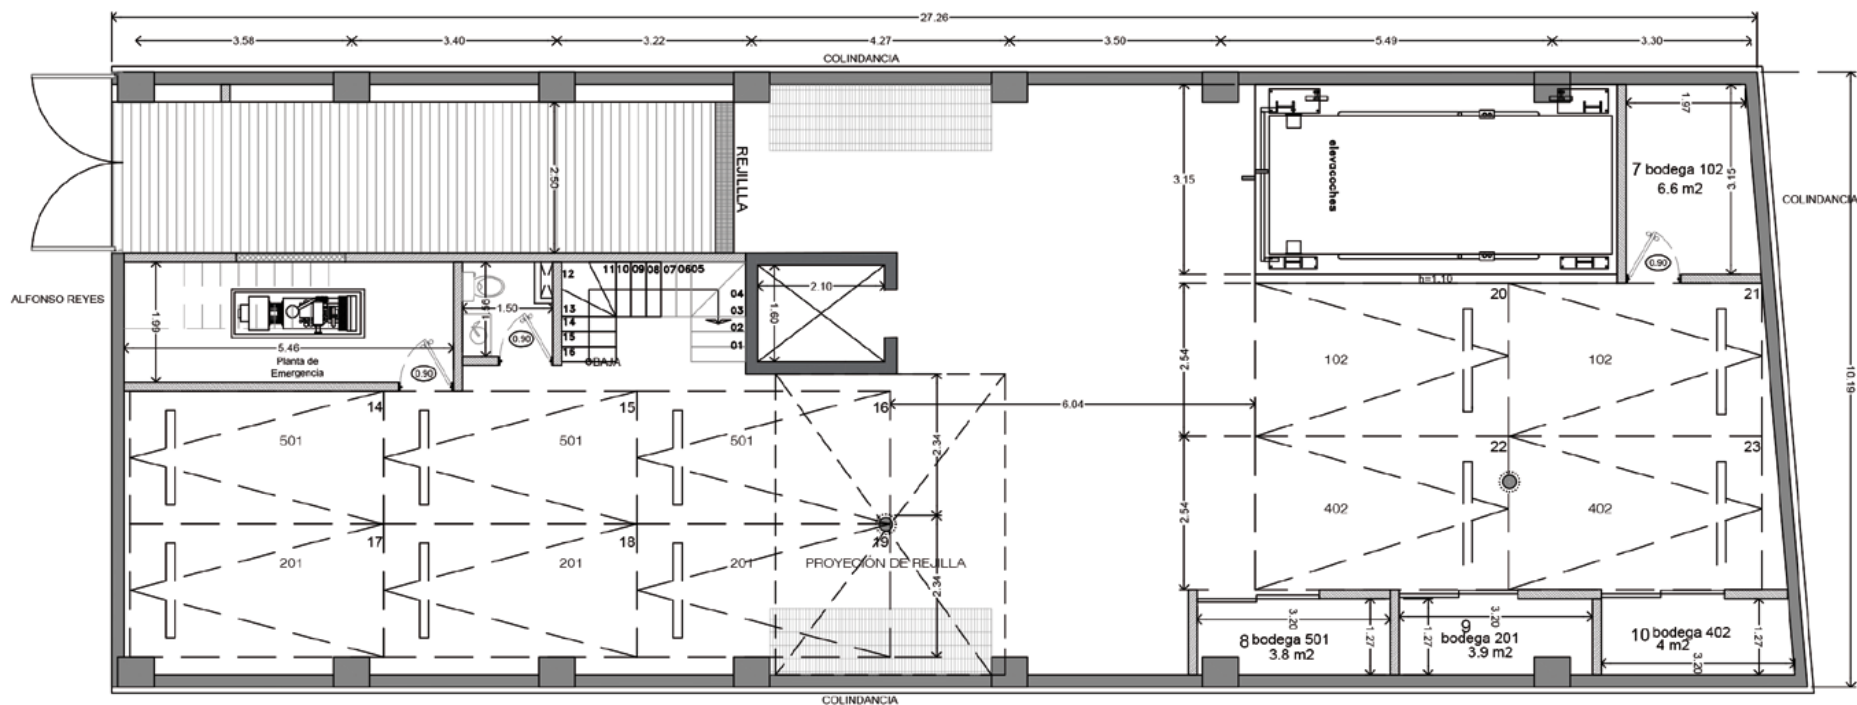 27.26
3.58 3.40 3.22 4.27 3.50 5.49 3.30
COLINDANCIA
REJILLLA
2.50
3.15
elevacoches
1.97
7 bodega 102
6.6 m2
3.15
COLINDANCIA
0.90
ALFONSO REYES
1.99
5.46
Planta de
Emergencia
0.90
1.56
1.50
0.90
12 11 10 09 08 07 06 05
13
14
15
16
04
03
02
01
BAJA
2.10
1.60
h=1.10
20 21
102 102
2.54
10.19
6.04
14 15 16
501 501 501
2.34
22 23
402 402
2.54
17 18 19
201 201 201
PROYECIÓN DE REJILLA
2.34
3.20 3.20
8 bodega 501
3.8 m2
1.27
1.27
9
bodega 201
3.9 m2
10 bodega 402
4 m2
1.27
3.20
COLINDANCIA